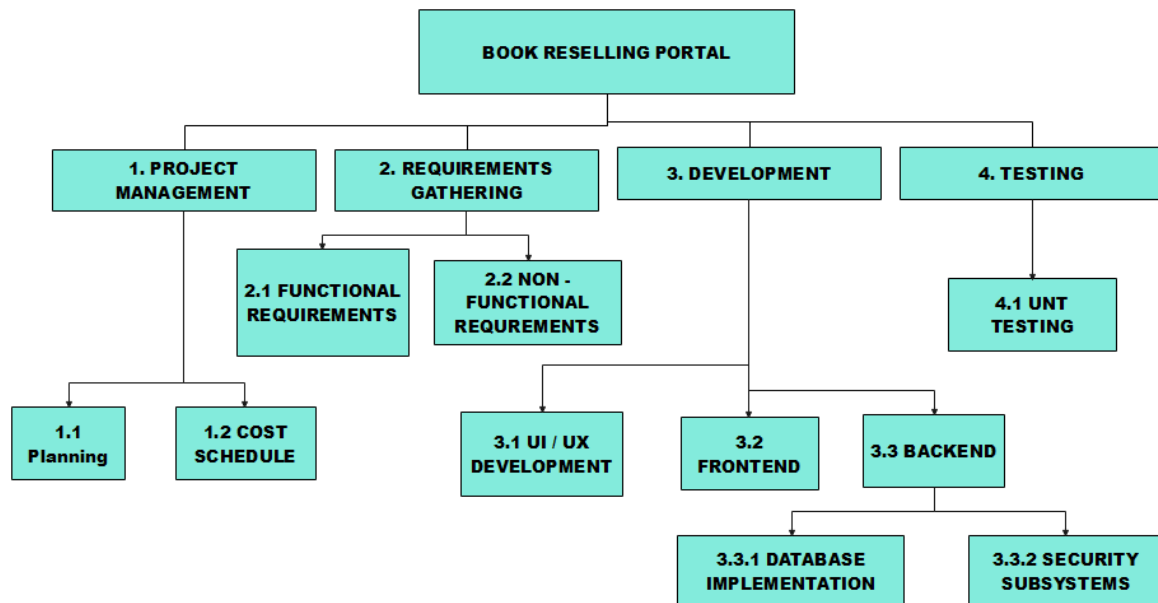 BOOK RESELLING PORTAL
1. PROJECT
MANAGEMENT
2. REQUIREMENTS
GATHERING
3. DEVELOPMENT
4. TESTING
2.1 FUNCTIONAL
REQUIREMENTS
2.2 NON -
FUNCTIONAL
REQUREMENTS
4.1 UNT
TESTING
1.1
Planning
1.2 COST
SCHEDULE
3.1 UI / UX
DEVELOPMENT
3.2
FRONTEND
3.3 BACKEND
3.3.1 DATABASE
IMPLEMENTATION
3.3.2 SECURITY
SUBSYSTEMS